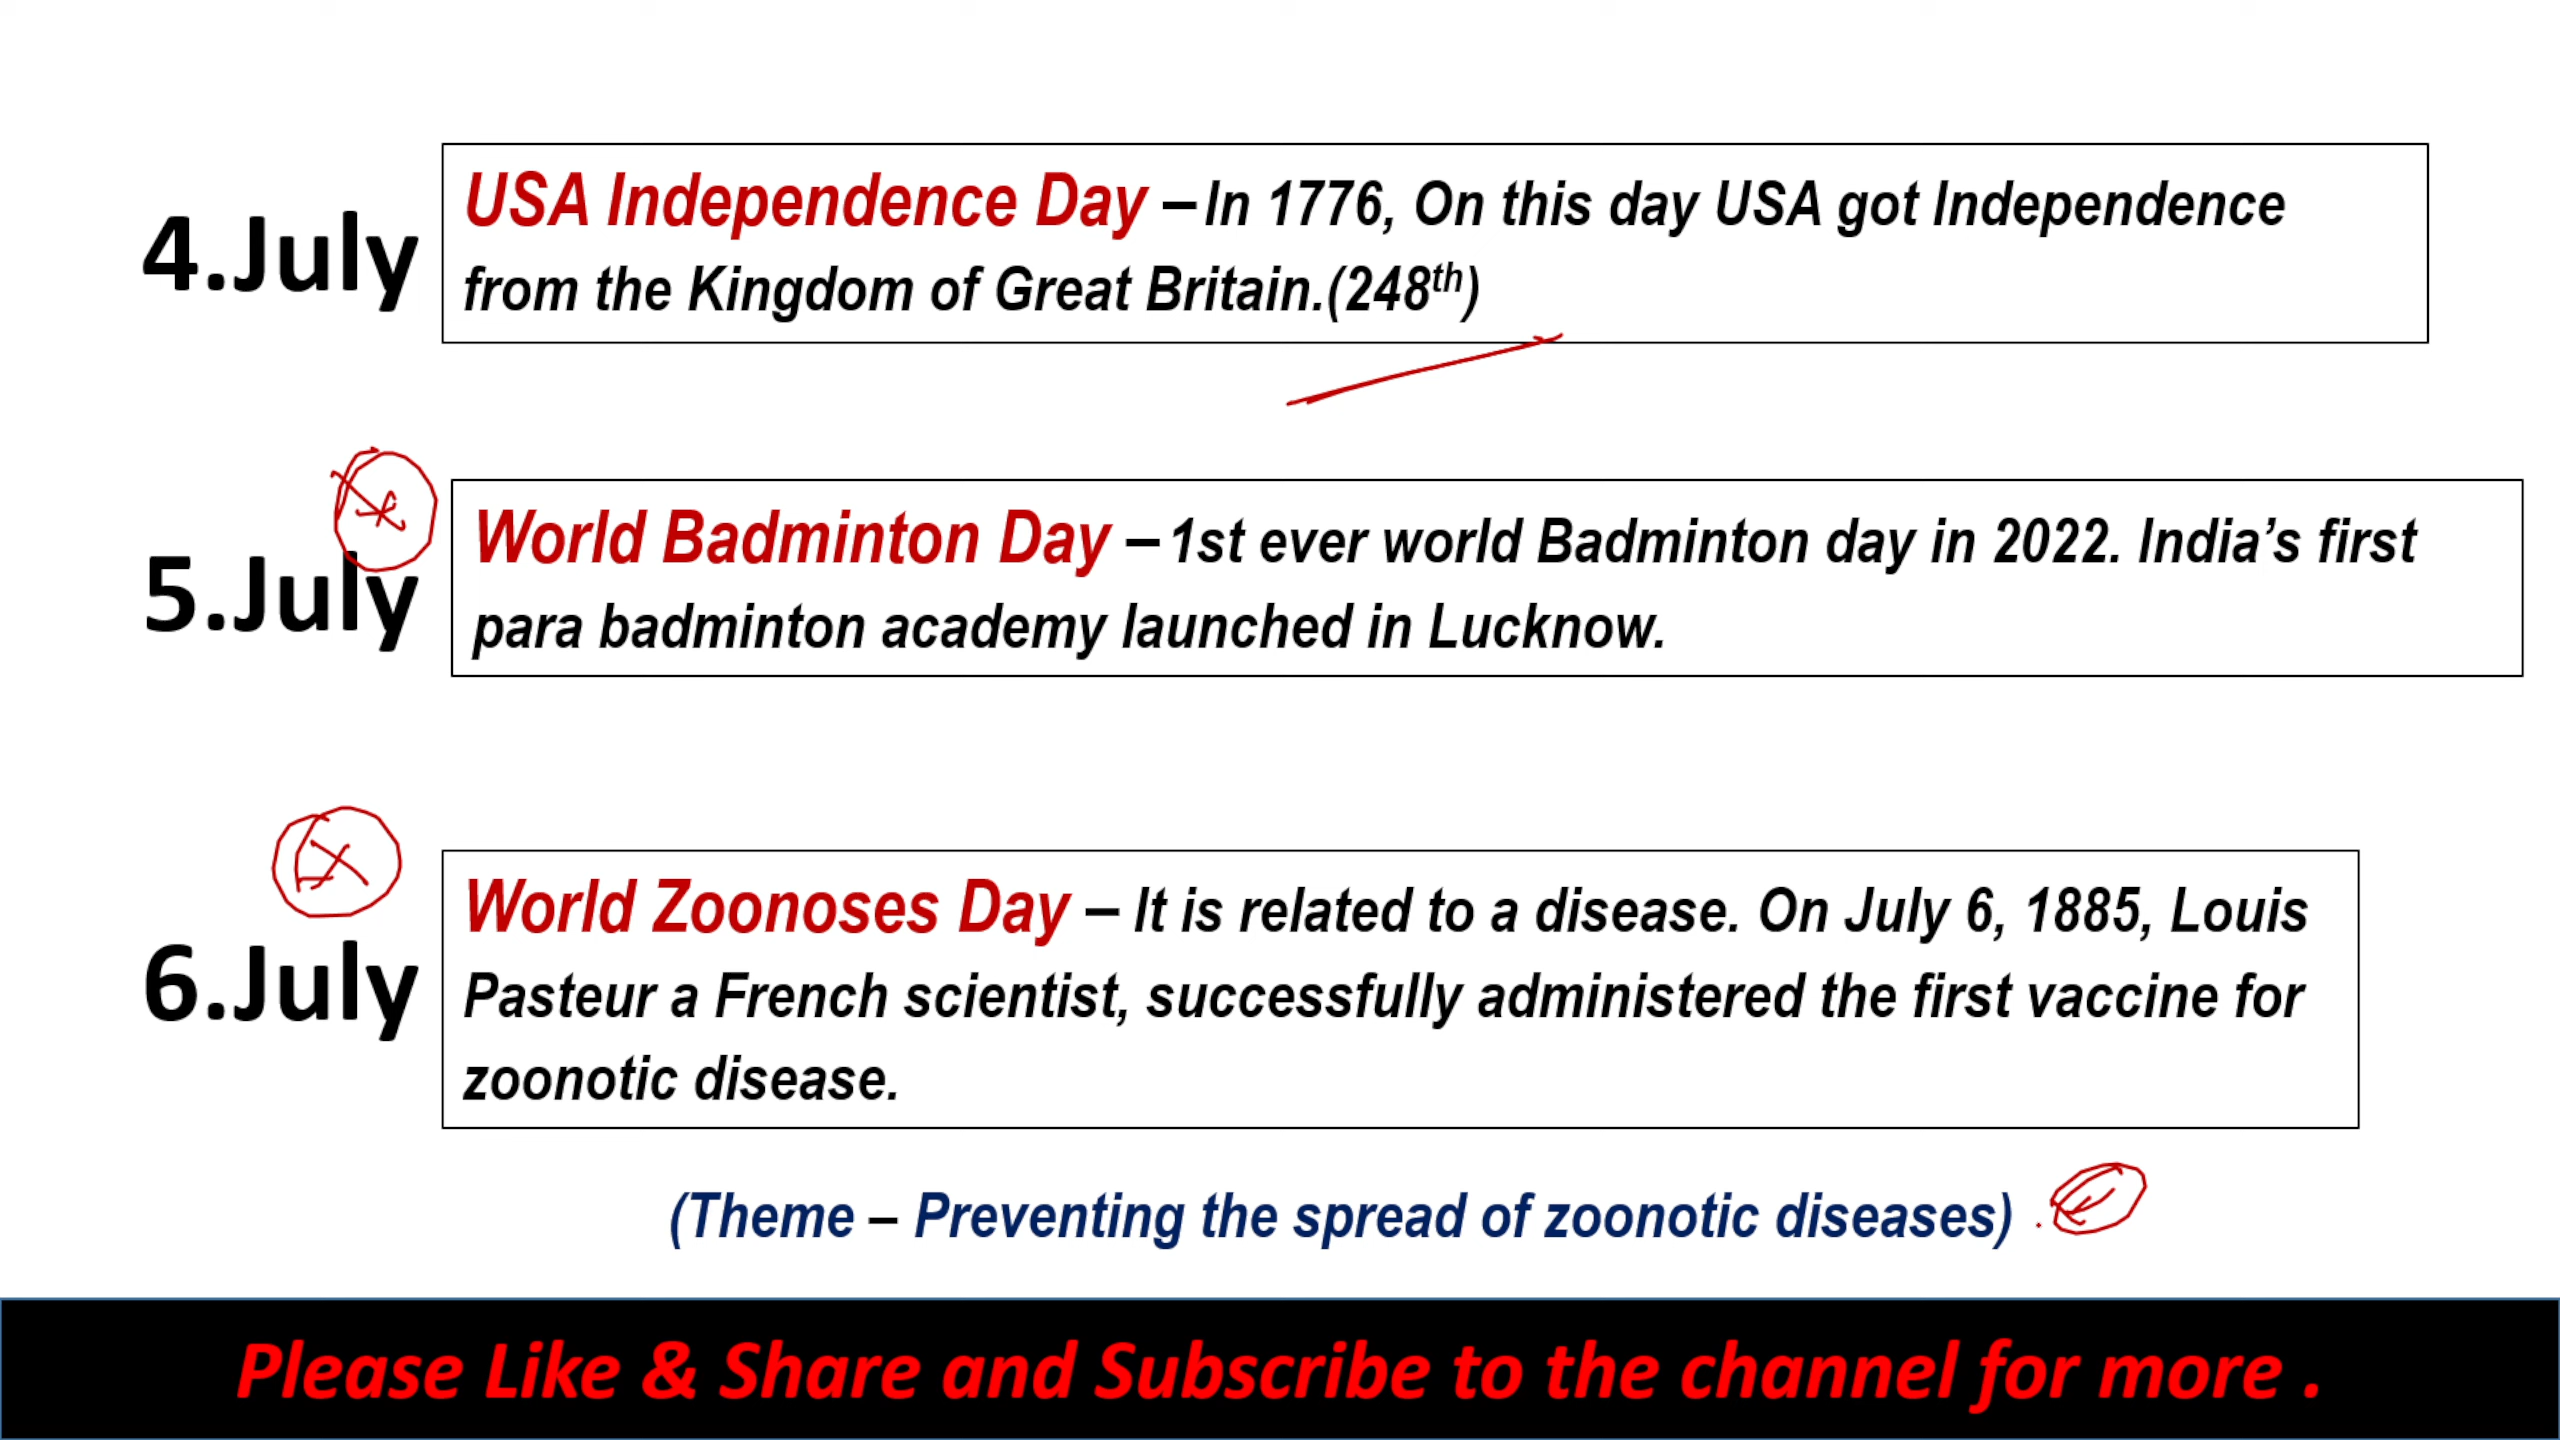 4.July
USA Independence Day – In 1776, On this day USA got Independence
from the Kingdom of Great Britain.(248th)
5.July
World Badminton Day – 1st ever world Badminton day in 2022. India’s first
para badminton academy launched in Lucknow.
6.July
World Zoonoses Day – It is related to a disease. On July 6, 1885, Louis
Pasteur a French scientist, successfully administered the first vaccine for
zoonotic disease.
(Theme – Preventing the spread of zoonotic diseases)
Please Like & Share and Subscribe to the channel for more .